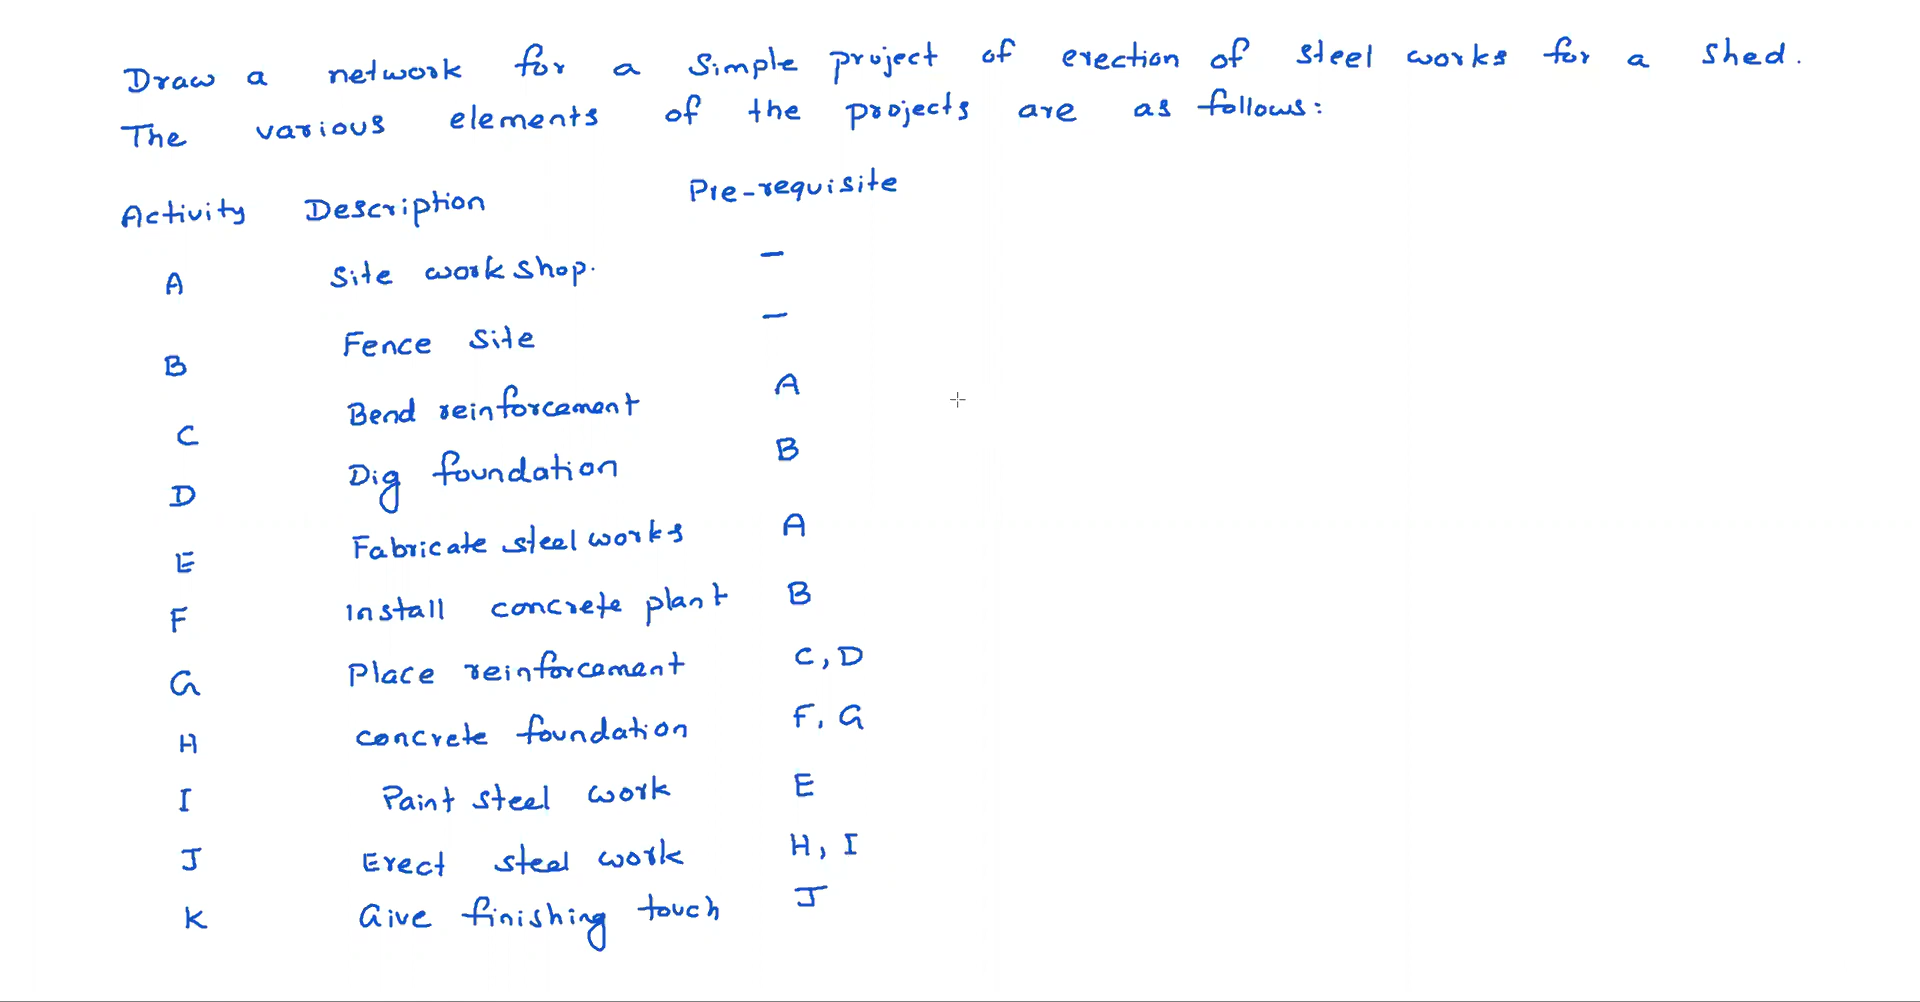 Draw a network for a simple project of erection of steel works for a shed.
The various elements of the projects are as follows:
Activity Description Pre-requisite
A Site workshop. -
B Fence Site -
C Bend reinforcement A
D Dig foundation B
E Fabricate steel works A
F Install concrete plant B
G Place reinforcement C, D
H concrete foundation F, G
I Paint steel work E
J Erect steel work H, I
K Give finishing touch J